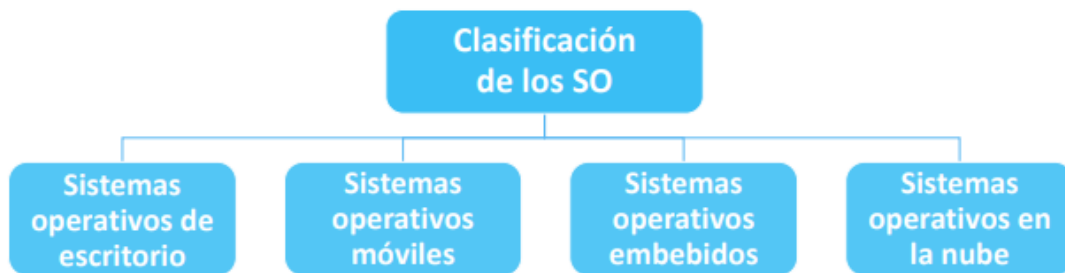 Clasificación
de los SO
Sistemas
operativos de
escritorio
Sistemas
operativos
móviles
Sistemas
operativos
embebidos
Sistemas
operativos en
la nube